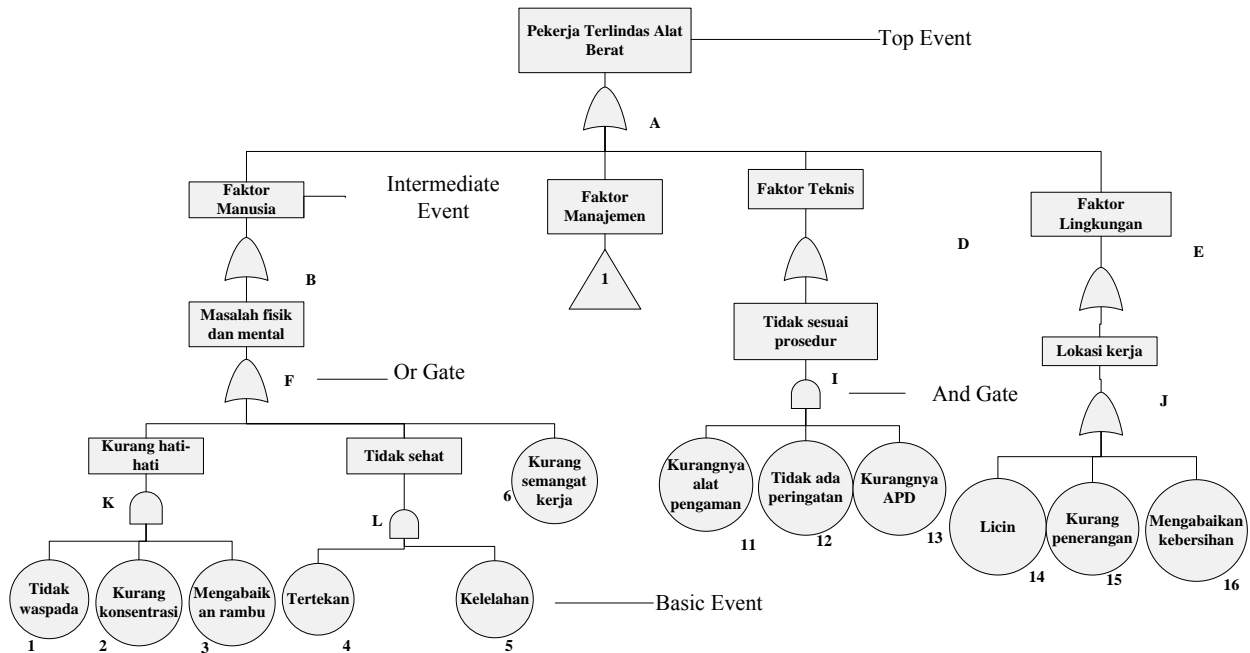 Pekerja Terlindas Alat
Berat
Top Event
A
Faktor
Manusia
Intermediate
Event
Faktor
Manajemen
Faktor Teknis
Faktor
Lingkungan
B
1
D
E
Masalah fisik
dan mental
Tidak sesuai
prosedur
Lokasi kerja
F
Or Gate
I
And Gate
J
Kurang hati-
hati
Tidak sehat
Kurang
semangat
kerja
6
Kurangnya
alat
pengaman
11
Tidak ada
peringatan
12
Kurangnya
APD
13
K
L
Licin
14
Kurang
penerangan
15
Mengabaikan
kebersihan
16
Tidak
waspada
1
Kurang
konsentrasi
2
Mengabaik
an rambu
3
Tertekan
4
Kelelahan
5
Basic Event